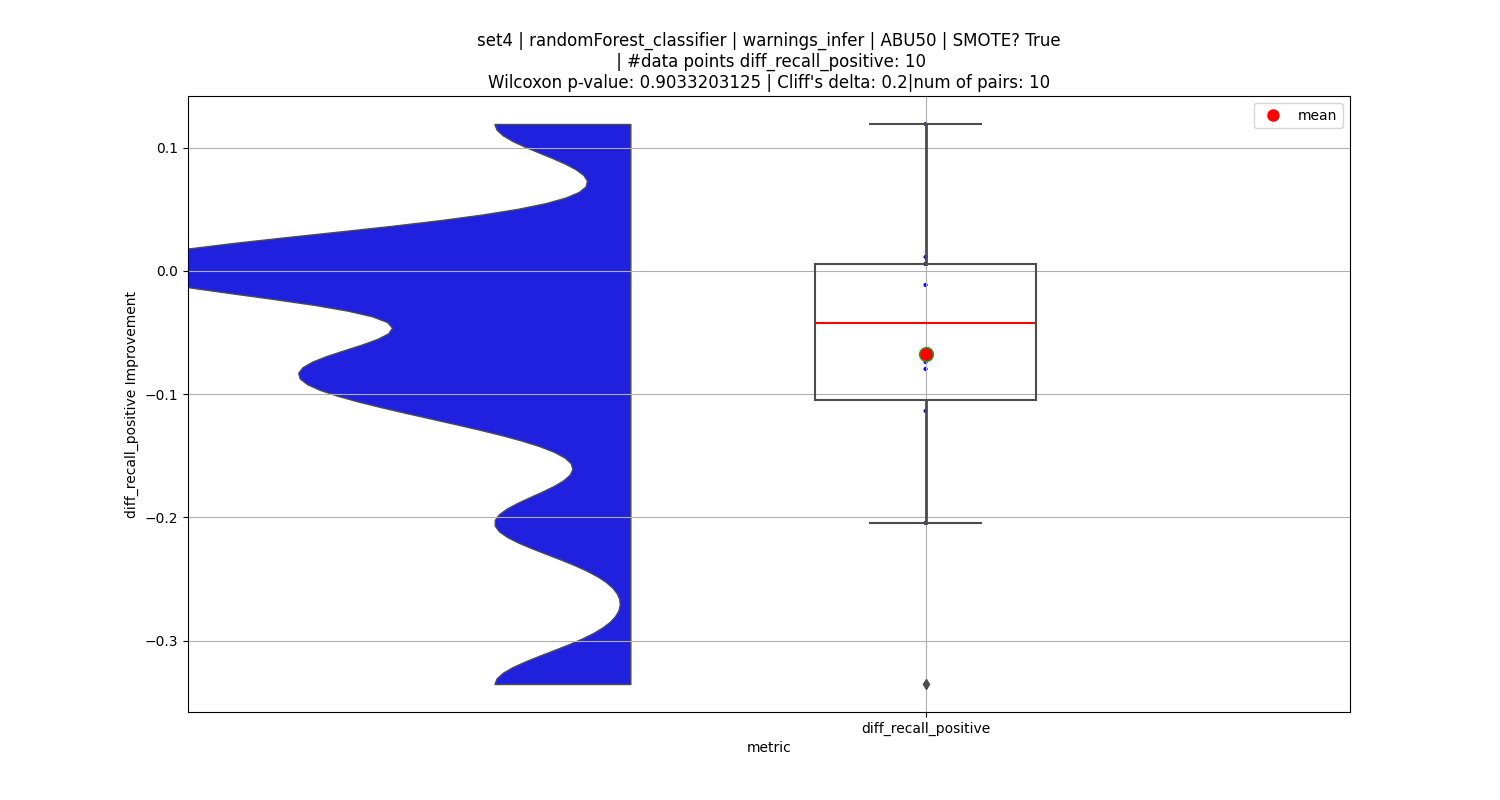 set4 | randomForest_classifier | warnings_infer | ABU50 | SMOTE? True
| #data points diff_recall_positive: 10
Wilcoxon p-value: 0.9033203125 | Cliff's delta: 0.2|num of pairs: 10
mean
0.1
0.0
−0.1
−0.2
−0.3
diff_recall_positive Improvement
diff_recall_positive
metric